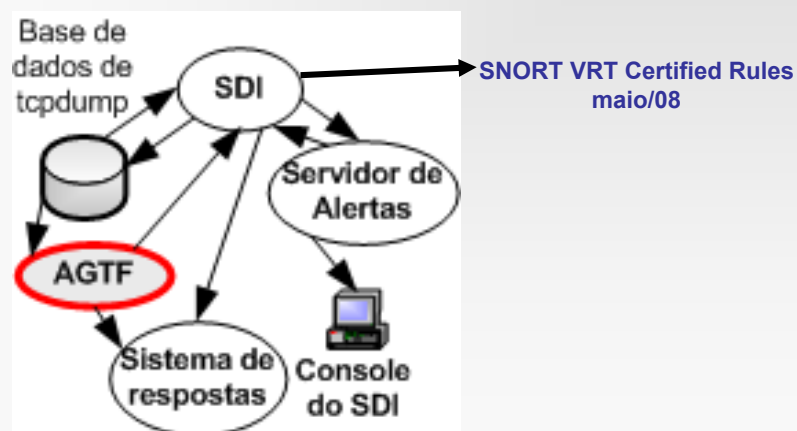 Base de
dados de
tcpdump
SDI
SNORT VRT Certified Rules
maio/08
Servidor de
Alertas
AGTF
Sistema de
respostas
Console
do SDI